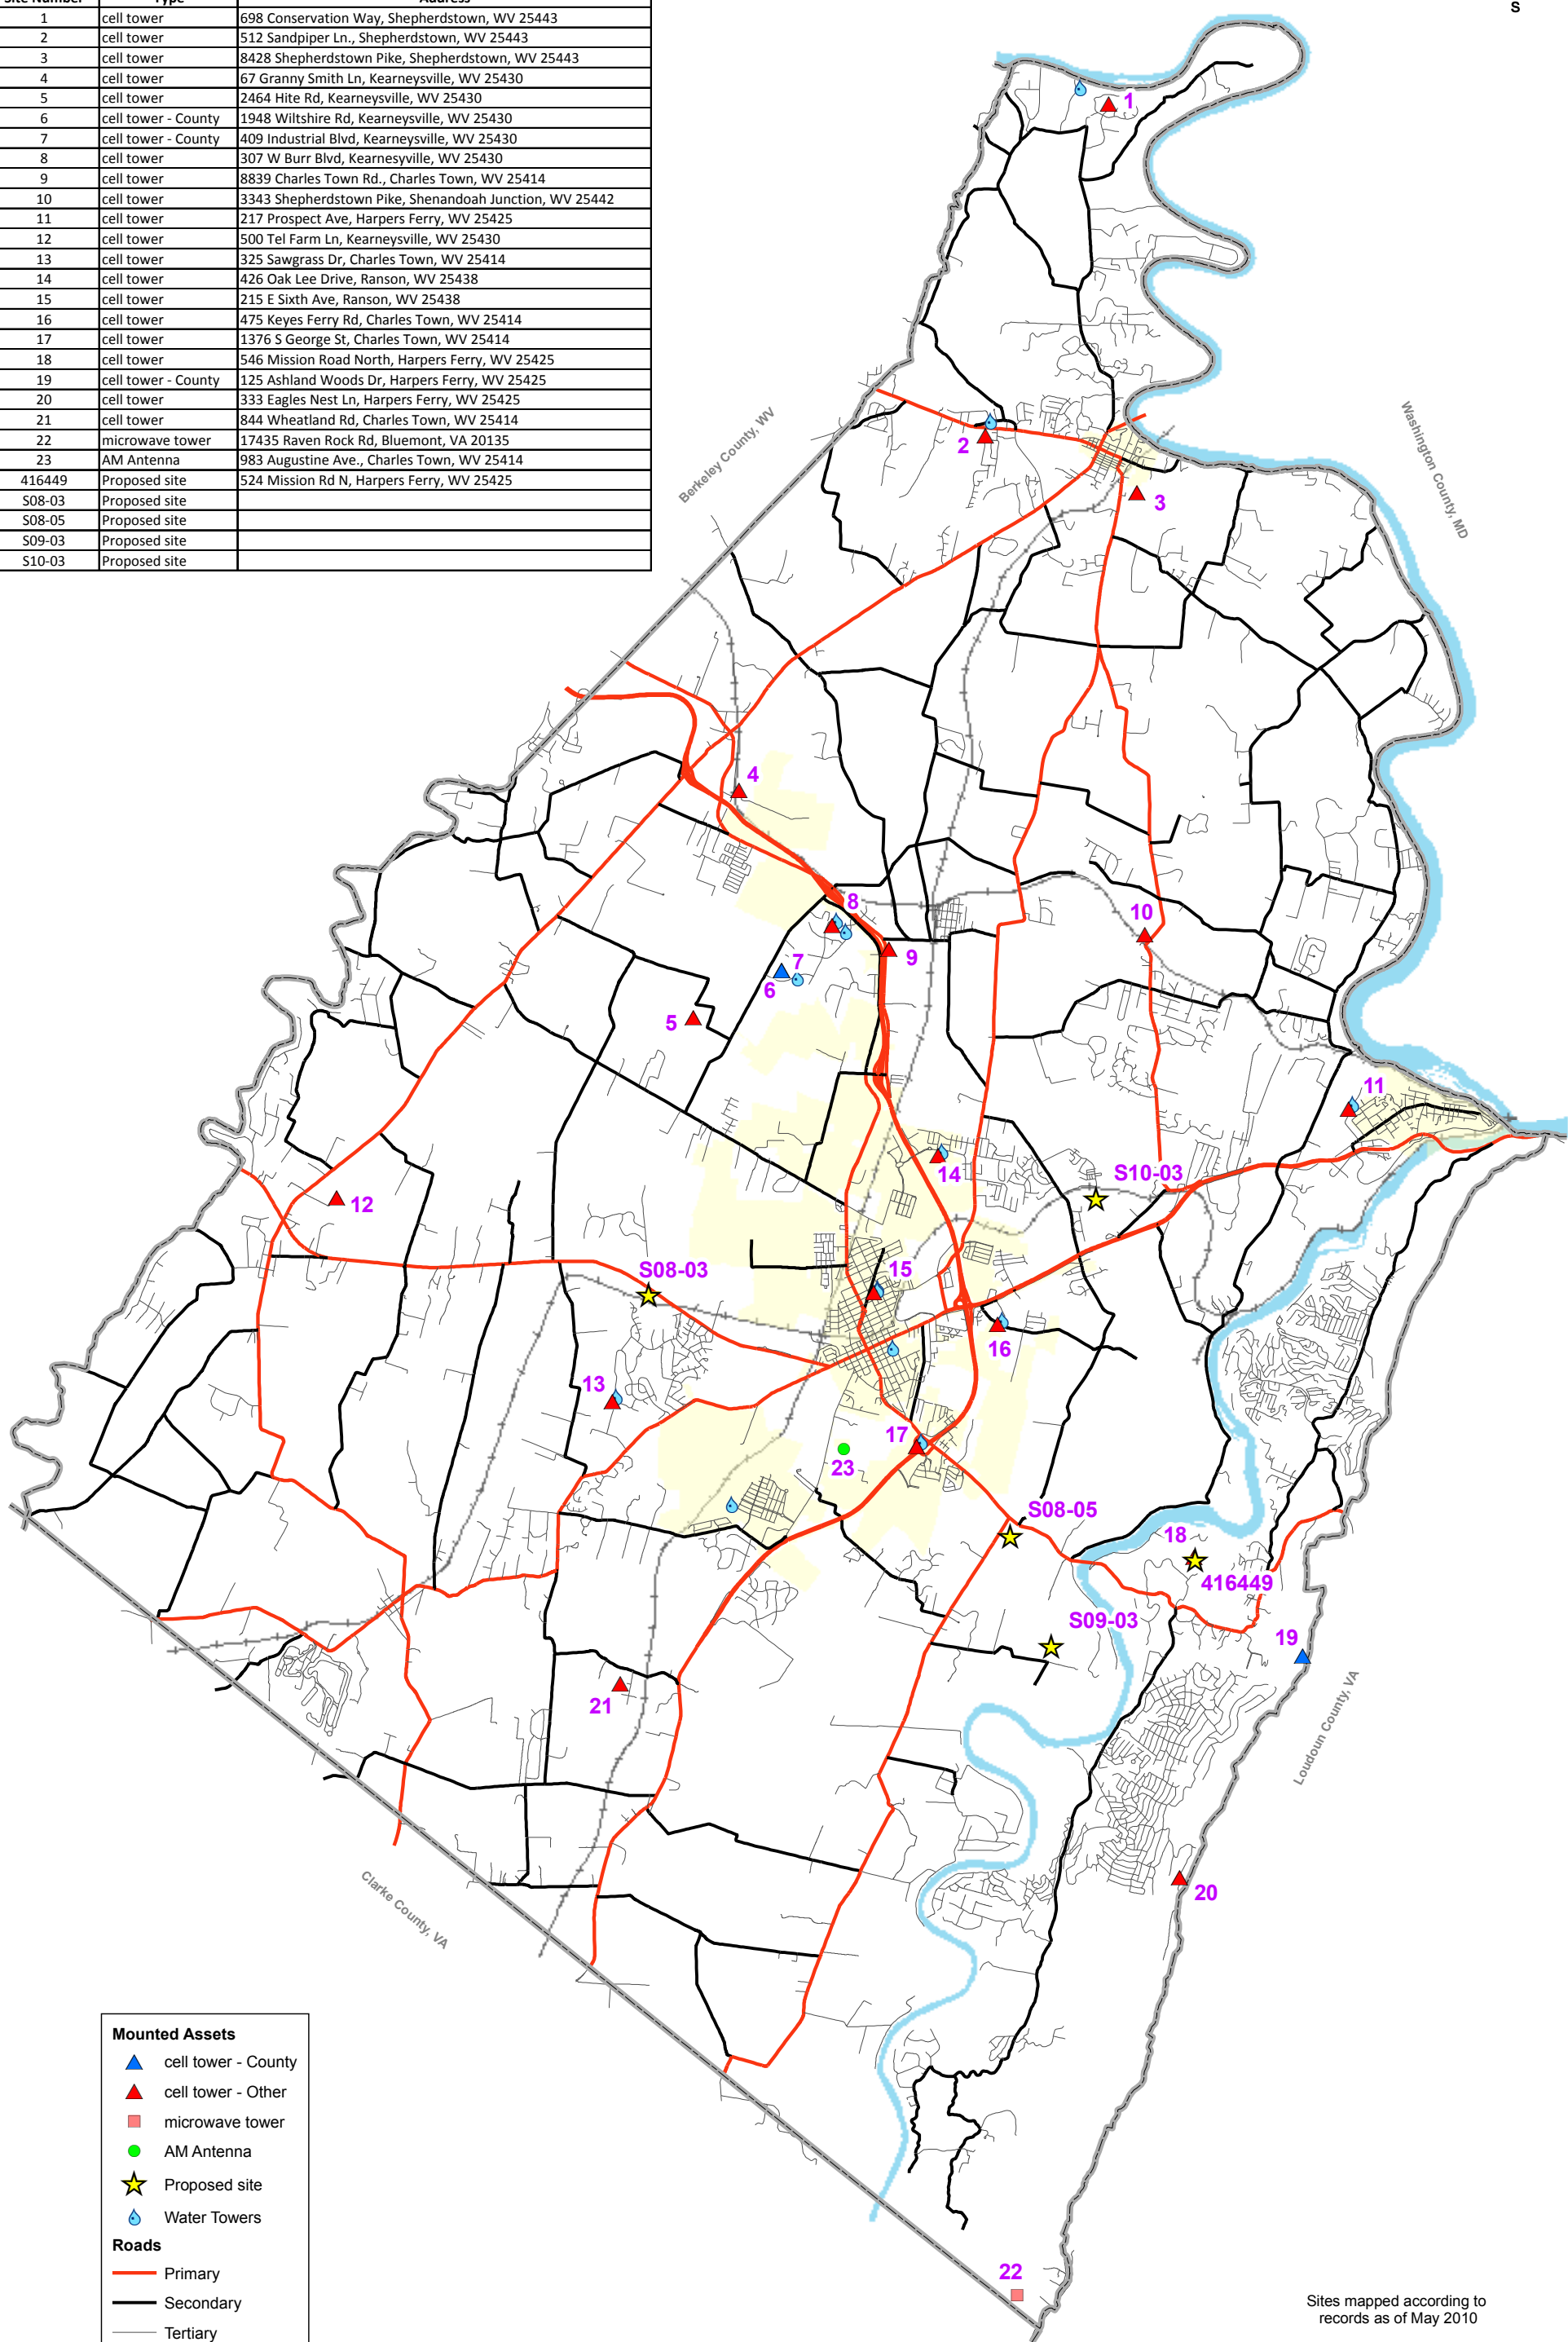 Site Number Type Address
1 cell tower 698 Conservation Way, Shepherdstown, WV 25443
2 cell tower 512 Sandpiper Ln., Shepherdstown, WV 25443
3 cell tower 8428 Shepherdstown Pike, Shepherdstown, WV 25443
4 cell tower 67 Granny Smith Ln, Kearneysville, WV 25430
5 cell tower 2464 Hite Rd, Kearneysville, WV 25430
6 cell tower - County 1948 Wiltshire Rd, Kearneysville, WV 25430
7 cell tower - County 409 Industrial Blvd, Kearneysville, WV 25430
8 cell tower 307 W Burr Blvd, Kearnesyville, WV 25430
9 cell tower 8839 Charles Town Rd., Charles Town, WV 25414
10 cell tower 3343 Shepherdstown Pike, Shenandoah Junction, WV 25442
11 cell tower 217 Prospect Ave, Harpers Ferry, WV 25425
12 cell tower 500 Tel Farm Ln, Kearneysville, WV 25430
13 cell tower 325 Sawgrass Dr, Charles Town, WV 25414
14 cell tower 426 Oak Lee Drive, Ranson, WV 25438
15 cell tower 215 E Sixth Ave, Ranson, WV 25438
16 cell tower 475 Keyes Ferry Rd, Charles Town, WV 25414
17 cell tower 1376 S George St, Charles Town, WV 25414
18 cell tower 546 Mission Road North, Harpers Ferry, WV 25425
19 cell tower - County 125 Ashland Woods Dr, Harpers Ferry, WV 25425
20 cell tower 333 Eagles Nest Ln, Harpers Ferry, WV 25425
21 cell tower 844 Wheatland Rd, Charles Town, WV 25414
22 microwave tower 17435 Raven Rock Rd, Bluemont, VA 20135
23 AM Antenna 983 Augustine Ave., Charles Town, WV 25414
416449 Proposed site 524 Mission Rd N, Harpers Ferry, WV 25425
S08-03 Proposed site
S08-05 Proposed site
S09-03 Proposed site
S10-03 Proposed site
S
1
Berkeley County, WV
Washington County, MD
2
3
4
8
10
9
7
6
5
11
14
S10-03
12
S08-03
15
16
13
17
23
S08-05
18
416449
S09-03
19
21
Loudoun County, VA
20
Clarke County, VA
22
Mounted Assets
cell tower - County
cell tower - Other
microwave tower
AM Antenna
Proposed site
Water Towers
Roads
Primary
Secondary
Tertiary
Sites mapped according to
records as of May 2010